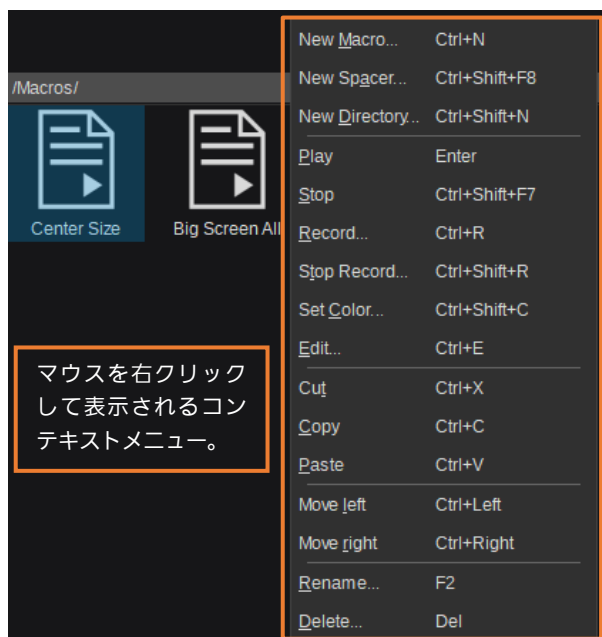 New Macro... Ctrl+N
New Spacer... Ctrl+Shift+F8
/Macros/
New Directory... Ctrl+Shift+N
Play Enter
Stop Ctrl+Shift+F7
Center Size Big Screen All
Record... Ctrl+R
Stop Record... Ctrl+Shift+R
Set Color... Ctrl+Shift+C
Edit... Ctrl+E
マウスを右クリック
して表示されるコン
テキストメニュー。
Cut Ctrl+X
Copy Ctrl+C
Paste Ctrl+V
Move left Ctrl+Left
Move right Ctrl+Right
Rename... F2
Delete... Del